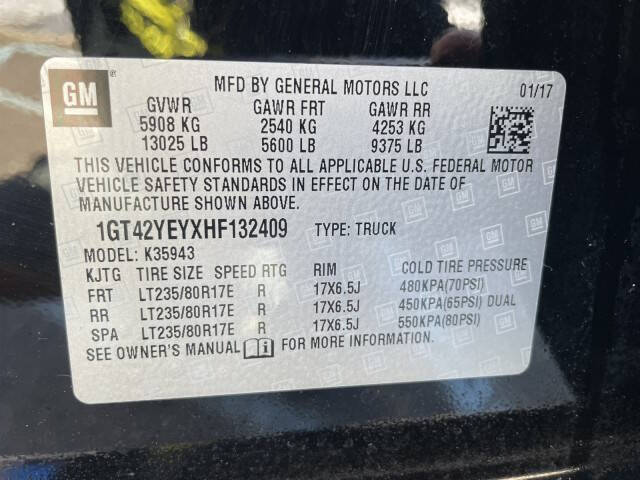 GM
MFD BY GENERAL MOTORS LLC 01/17
GVWR GAWR FRT GAWR RR
5908 KG 2540 KG 4253 KG
13025 LB 5600 LB 9375 LB
THIS VEHICLE CONFORMS TO ALL APPLICABLE U.S. FEDERAL MOTOR
VEHICLE SAFETY STANDARDS IN EFFECT ON THE DATE OF
MANUFACTURE SHOWN ABOVE.
1GT42YEYXHF132409 TYPE: TRUCK
MODEL: K35943
KJTG TIRE SIZE SPEED RTG RIM COLD TIRE PRESSURE
FRT LT235/80R17E R 17X6.5J 480KPA(70PSI)
RR LT235/80R17E R 17X6.5J 450KPA(65PSI) DUAL
SPA LT235/80R17E R 17X6.5J 550KPA(80PSI)
SEE OWNER'S MANUAL FOR MORE INFORMATION.